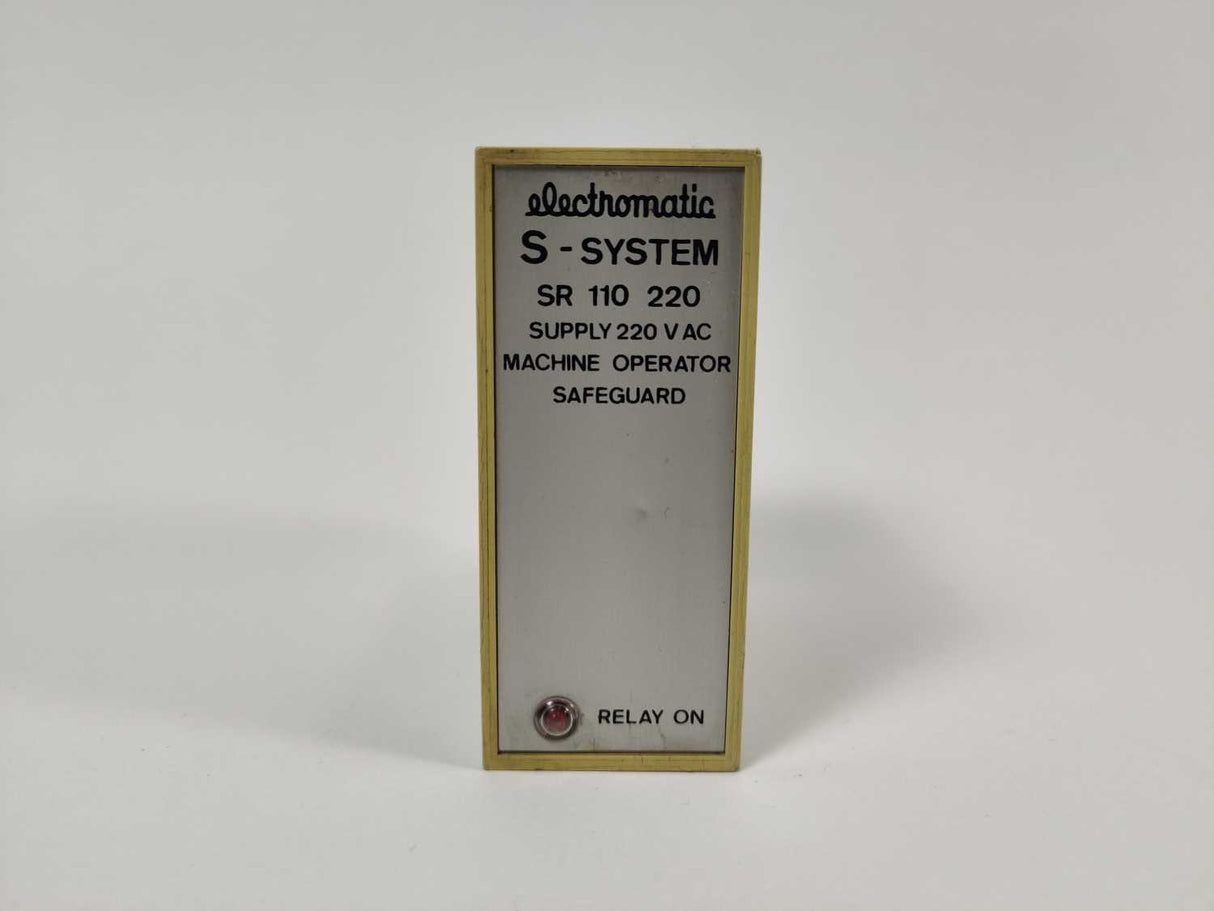 electromatic
S - SYSTEM
SR 110 220
SUPPLY 220 V AC
MACHINE OPERATOR
SAFEGUARD
RELAY ON